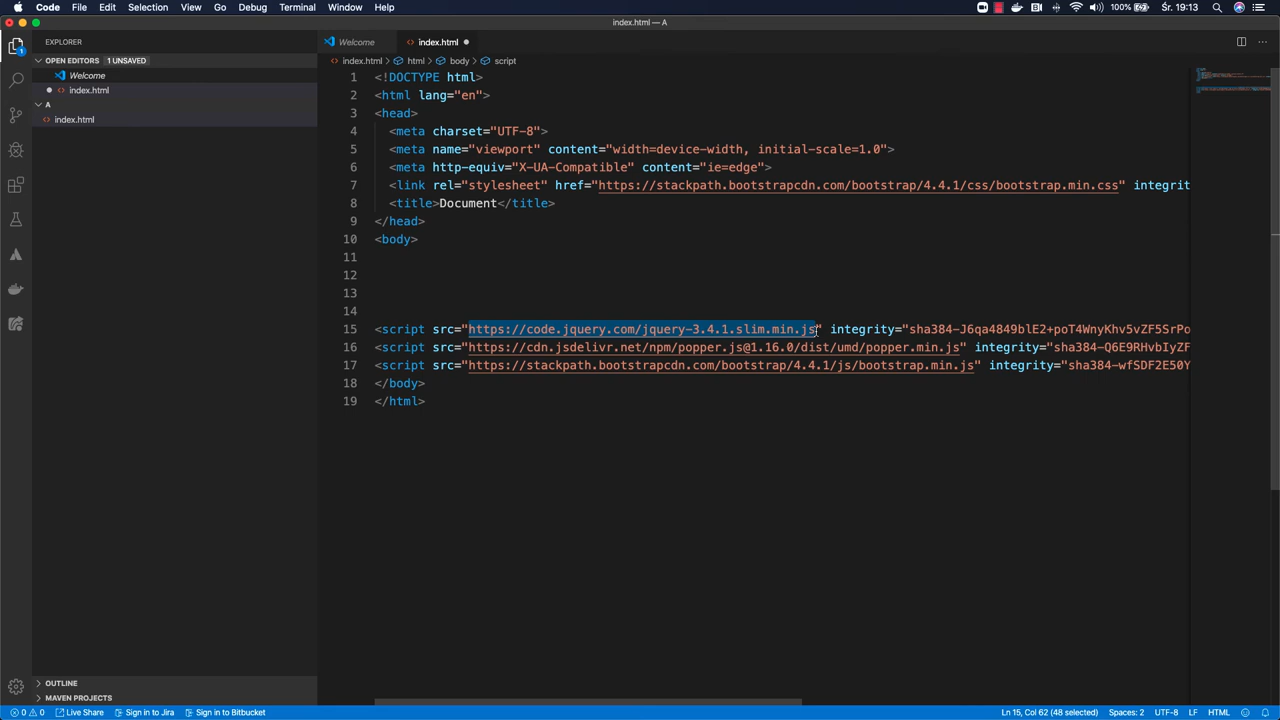 Code File Edit Selection View Go Debug Terminal Window Help 100% Śr. 19:13
index.html — A
EXPLORER
OPEN EDITORS 1 UNSAVED
Welcome
index.html
A
index.html
OUTLINE
MAVEN PROJECTS
1
Welcome index.html
index.html html body script
1 <!DOCTYPE html>
2 <html lang="en">
3 <head>
4 <meta charset="UTF-8">
5 <meta name="viewport" content="width=device-width, initial-scale=1.0">
6 <meta http-equiv="X-UA-Compatible" content="ie=edge">
7 <link rel="stylesheet" href="https://stackpath.bootstrapcdn.com/bootstrap/4.4.1/css/bootstrap.min.css" integrit
8 <title>Document</title>
9 </head>
10 <body>
11
12
13
14
15 <script src="https://code.jquery.com/jquery-3.4.1.slim.min.js" integrity="sha384-J6qa4849blE2+poT4WnyKhv5vZF5SrPo
16 <script src="https://cdn.jsdelivr.net/npm/popper.js@1.16.0/dist/umd/popper.min.js" integrity="sha384-Q6E9RHvbIyZF
17 <script src="https://stackpath.bootstrapcdn.com/bootstrap/4.4.1/js/bootstrap.min.js" integrity="sha384-wfSDF2E50Y
18 </body>
19 </html>
0 0 Live Share Sign in to Jira Sign in to Bitbucket Ln 15, Col 62 (48 selected) Spaces: 2 UTF-8 LF HTML